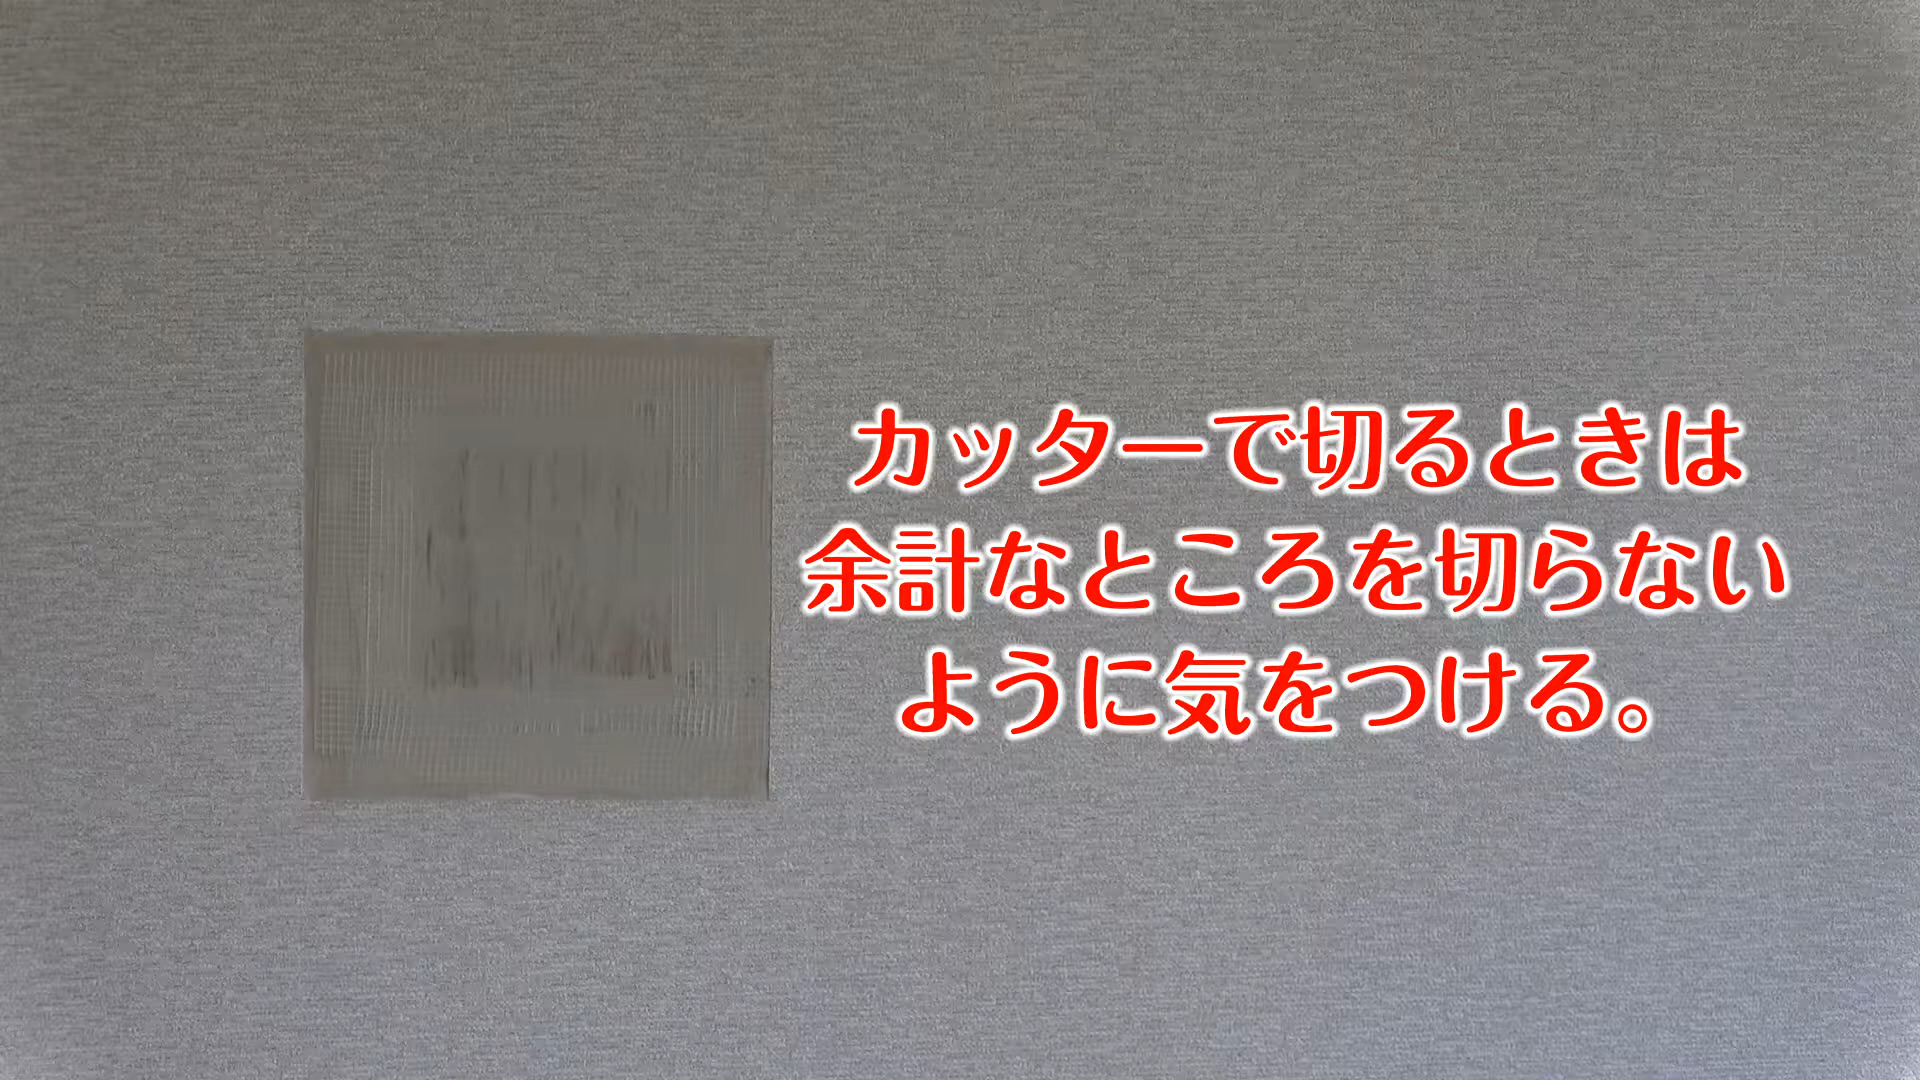 カッターで切るときは
余計なところを切らない
ように気をつける。